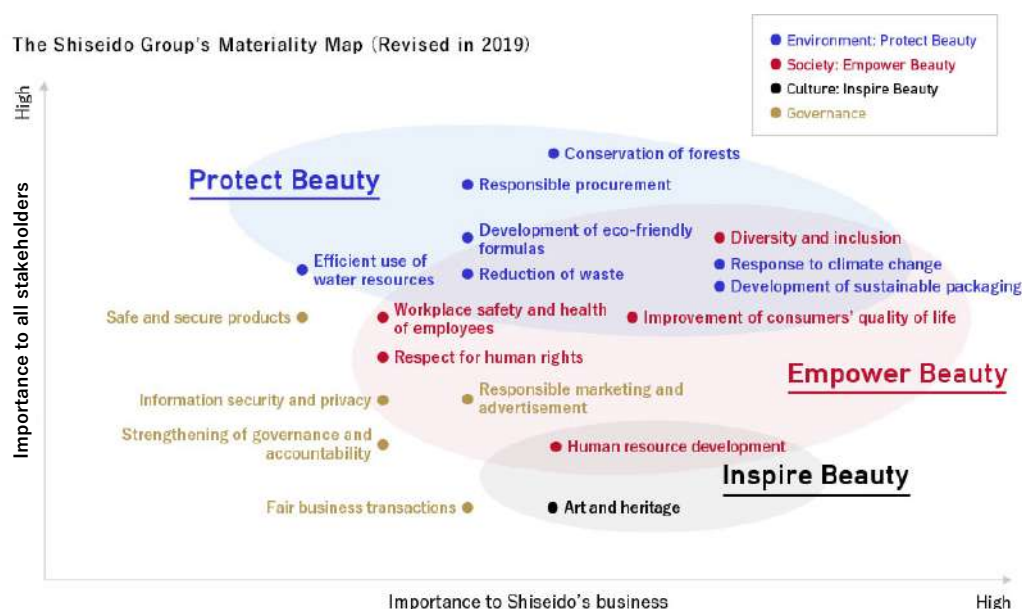 The Shiseido Group's Materiality Map (Revised in 2019)
Environment: Protect Beauty
Society: Empower Beauty
Culture: Inspire Beauty
Governance
High
Importance to all stakeholders
Protect Beauty
Conservation of forests
Responsible procurement
Development of eco-friendly
formulas
Diversity and inclusion
Efficient use of
water resources
Reduction of waste
Response to climate change
Development of sustainable packaging
Safe and secure products
Workplace safety and health
of employees
Improvement of consumers' quality of life
Respect for human rights
Empower Beauty
Information security and privacy
Responsible marketing and
advertisement
Strengthening of governance and
accountability
Human resource development
Inspire Beauty
Fair business transactions
Art and heritage
Importance to Shiseido's business
High